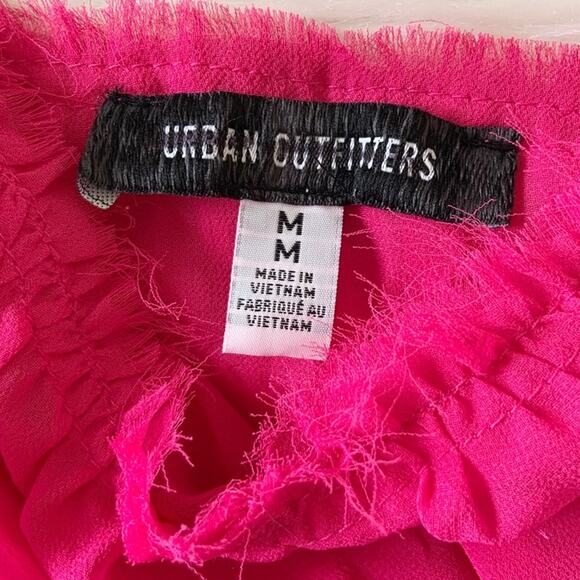 URBAN OUTFITTERS
M
M
MADE IN
VIETNAM
FABRIQUÉ AU
VIETNAM